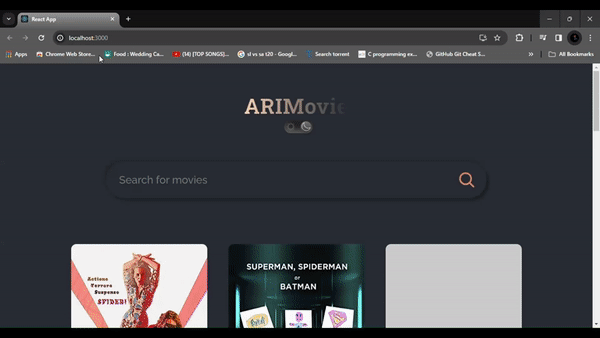 React App
localhost:3000
Apps
Chrome Web Store...
Food : Wedding Ca...
(14) [TOP SONGS]...
sl vs sa t20 - Googl...
Search torrent
C programming ex...
GitHub Git Cheat S...
All Bookmarks
ARIMovie
Search for movies
Actions
Terrors
Suspenso
SPIDER!
SUPERMAN, SPIDERMAN
or
BATMAN